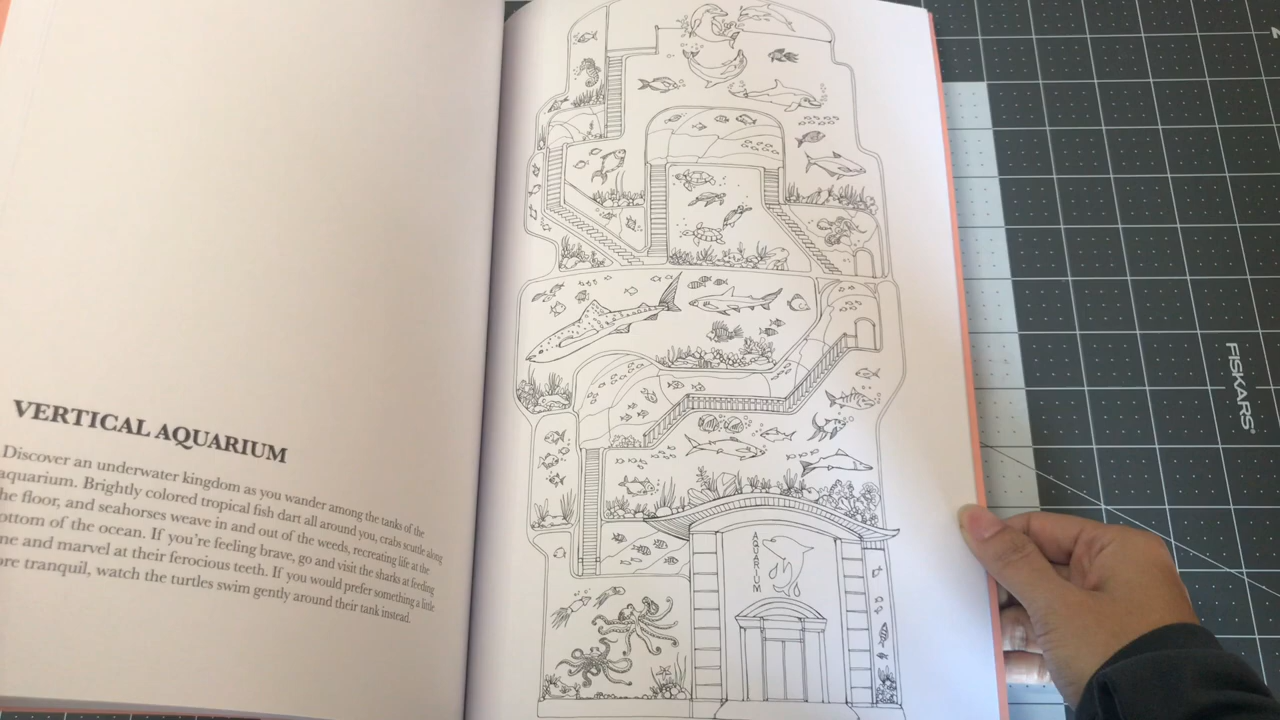 VERTICAL AQUARIUM
Discover an underwater kingdom as you wander among the tanks of the
aquarium. Brightly colored tropical fish dart all around you, crabs scuttle along
he floor, and seahorses weave in and out of the weeds, recreating life at the
ottom of the ocean. If you're feeling brave, go and visit the sharks at feeding
ne and marvel at their ferocious teeth. If you would prefer something a little
ore tranquil, watch the turtles swim gently around their tank instead.
AQUARIUM
FISKARS